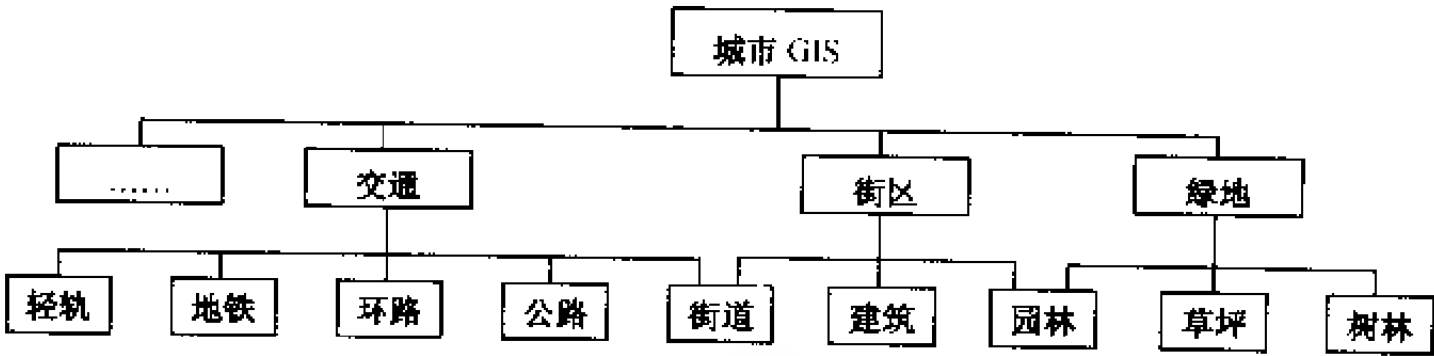 城市 GIS
......
交通
街区
绿地
轻轨
地铁
环路
公路
街道
建筑
园林
草坪
树林